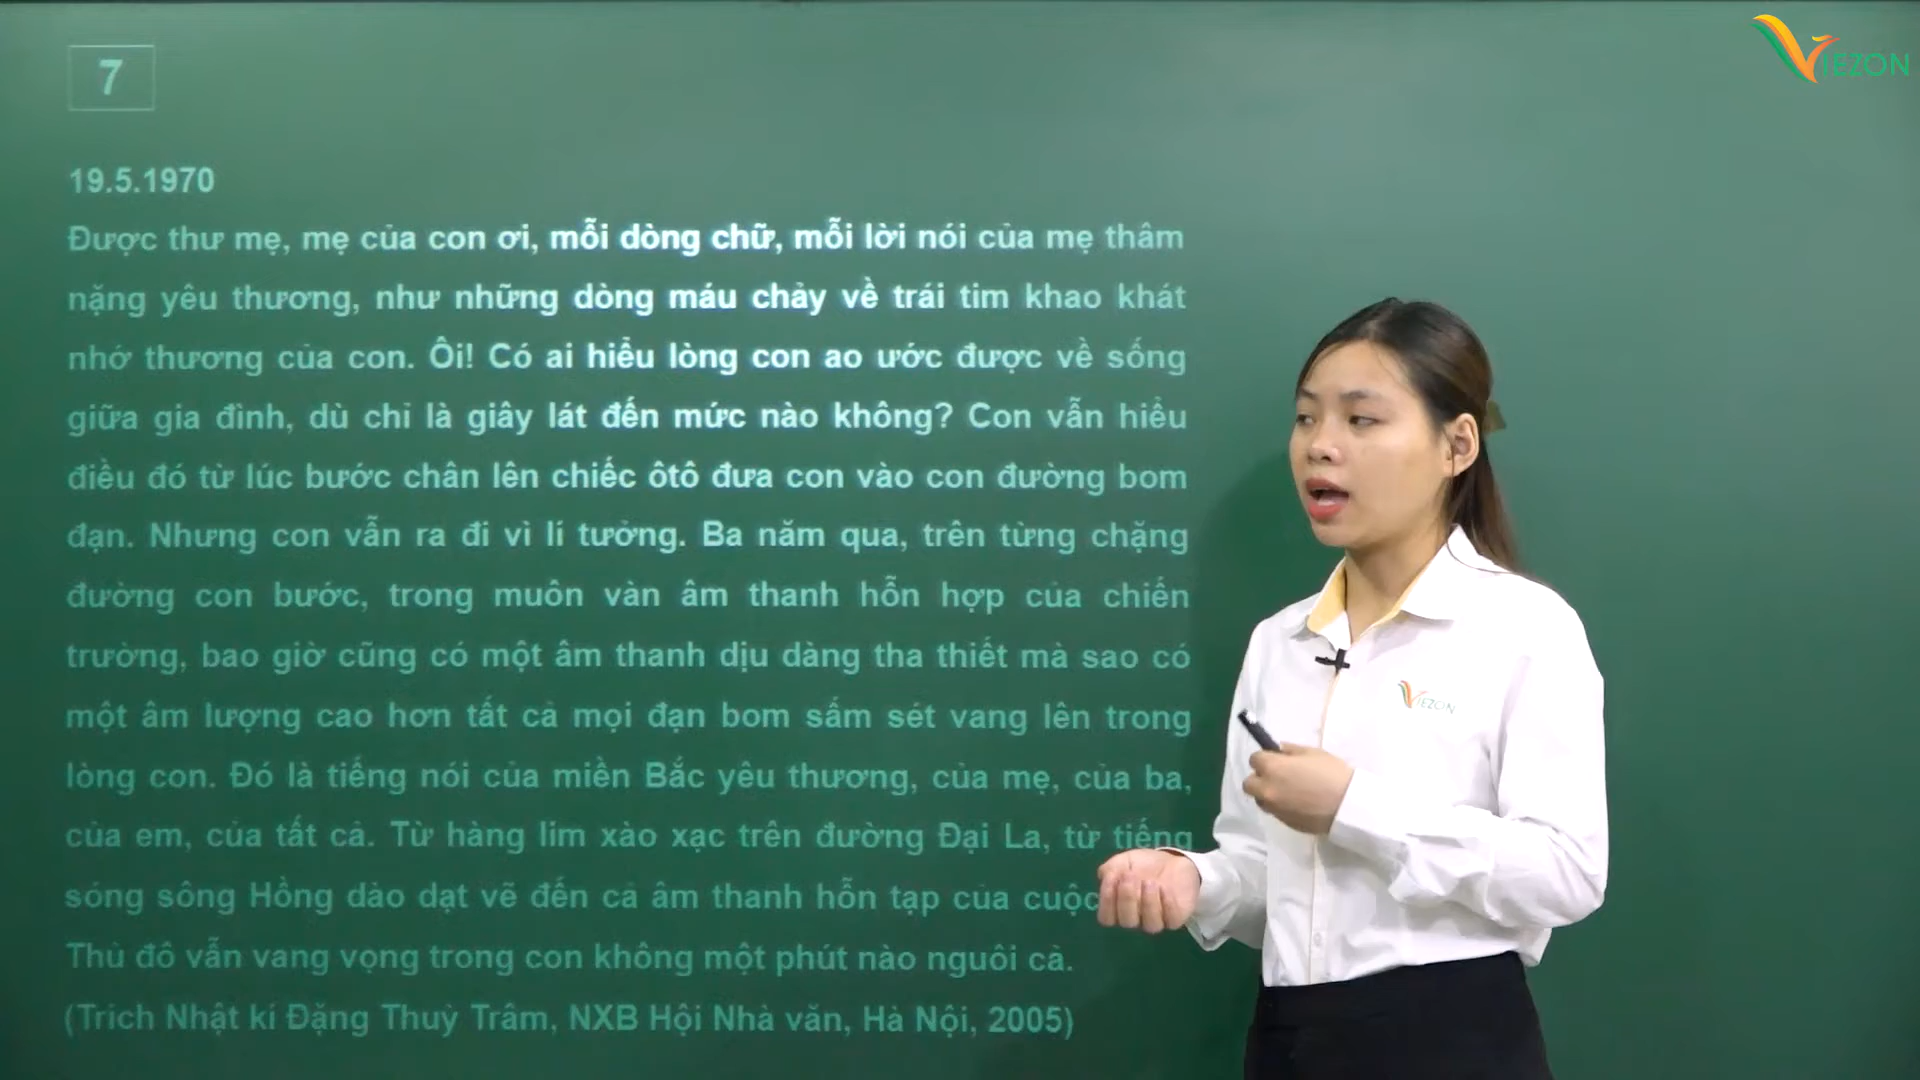 VIEZON
7
19.5.1970
Được thư mẹ, mẹ của con ơi, mỗi dòng chữ, mỗi lời nói của mẹ thâm
nặng yêu thương, như những dòng máu chảy về trái tim khao khát
nhớ thương của con. Ôi! Có ai hiểu lòng con ao ước được về sống
giữa gia đình, dù chỉ là giây lát đến mức nào không? Con vẫn hiểu
điều đó từ lúc bước chân lên chiếc ôtô đưa con vào con đường bom
đạn. Nhưng con vẫn ra đi vì lí tưởng. Ba năm qua, trên từng chặng
đường con bước, trong muôn vàn âm thanh hỗn hợp của chiến
trường, bao giờ cũng có một âm thanh dịu dàng tha thiết mà sao có
một âm lượng cao hơn tất cả mọi đạn bom sấm sét vang lên trong
lòng con. Đó là tiếng nói của miền Bắc yêu thương, của mẹ, của ba,
của em, của tất cả. Từ hàng lim xào xạc trên đường Đại La, từ tiếng
sóng sông Hồng dào dạt vẽ đến cả âm thanh hỗn tạp của cuộc
Thủ đô vẫn vang vọng trong con không một phút nào nguôi cả.
(Trích Nhật kí Đặng Thuỳ Trâm, NXB Hội Nhà văn, Hà Nội, 2005)
VIEZON